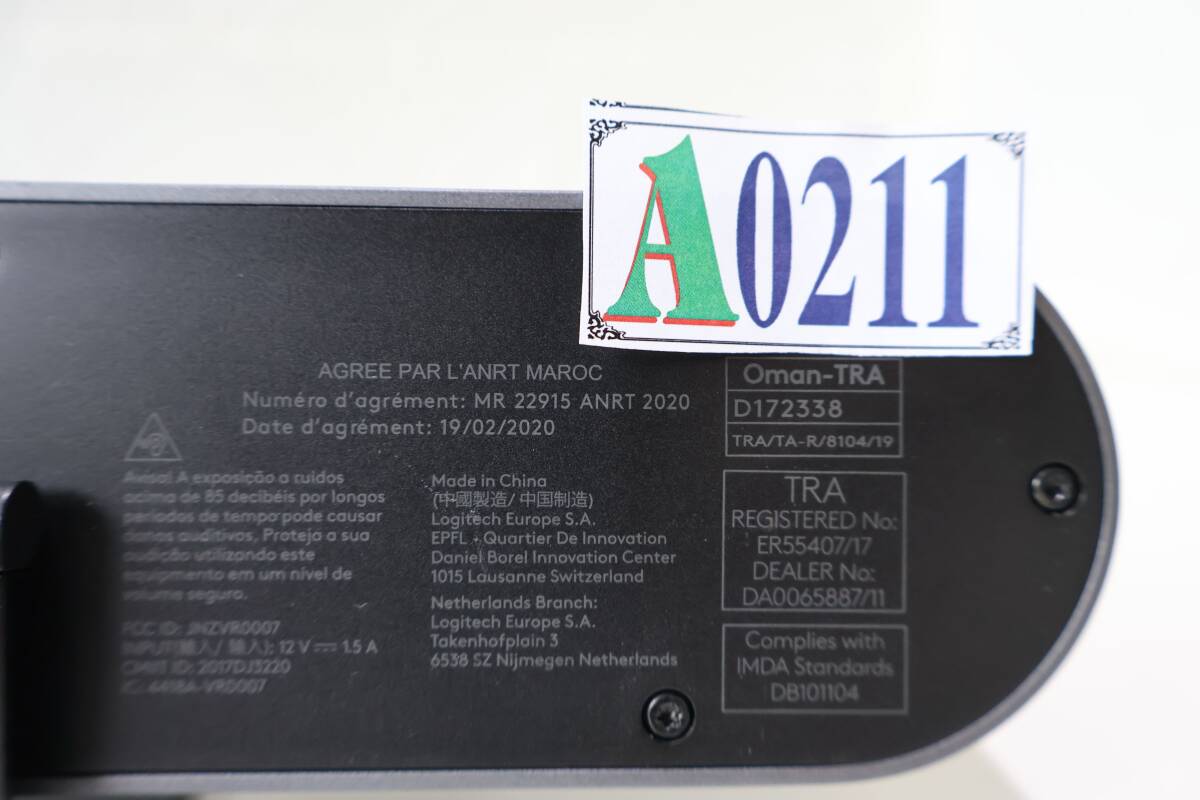 A0211
AGREE PAR L'ANRT MAROC
Numéro d'agrément: MR 22915 ANRT 2020
Date d'agrément: 19/02/2020
Aviso! A exposição a ruídos
acima de 85 decibéis por longos
períodos de tempo pode causar
danos auditivos. Proteja a sua
audição utilizando este
equipmento em um nível de
volume seguro.
FCC ID: JNZVR0007
INPUT(輸入/ 输入): 12 V⎓ 1.5 A
CMIIT ID: 2017DJ3220
IC: 4418A-VR0007
Made in China
(中國製造/ 中国制造)
Logitech Europe S.A.
EPFL - Quartier De Innovation
Daniel Borel Innovation Center
1015 Lausanne Switzerland
Netherlands Branch:
Logitech Europe S.A.
Takenhofplain 3
6538 SZ Nijmegen Netherlands
Oman-TRA
D172338
TRA/TA-R/8104/19
TRA
REGISTERED No:
ER55407/17
DEALER No:
DA0065887/11
Complies with
IMDA Standards
DB101104